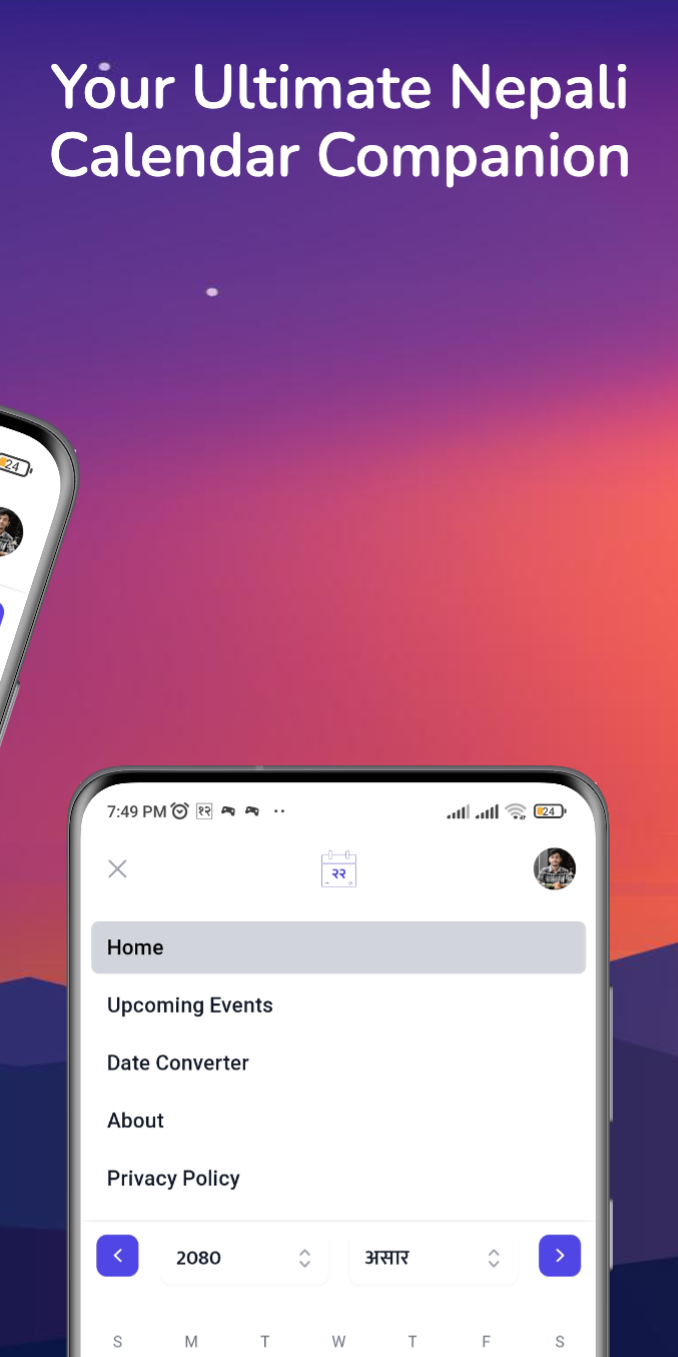 Your Ultimate Nepali
Calendar Companion
24
7:49 PM २२ 24
२२
Home
Upcoming Events
Date Converter
About
Privacy Policy
2080 असार
S M T W T F S